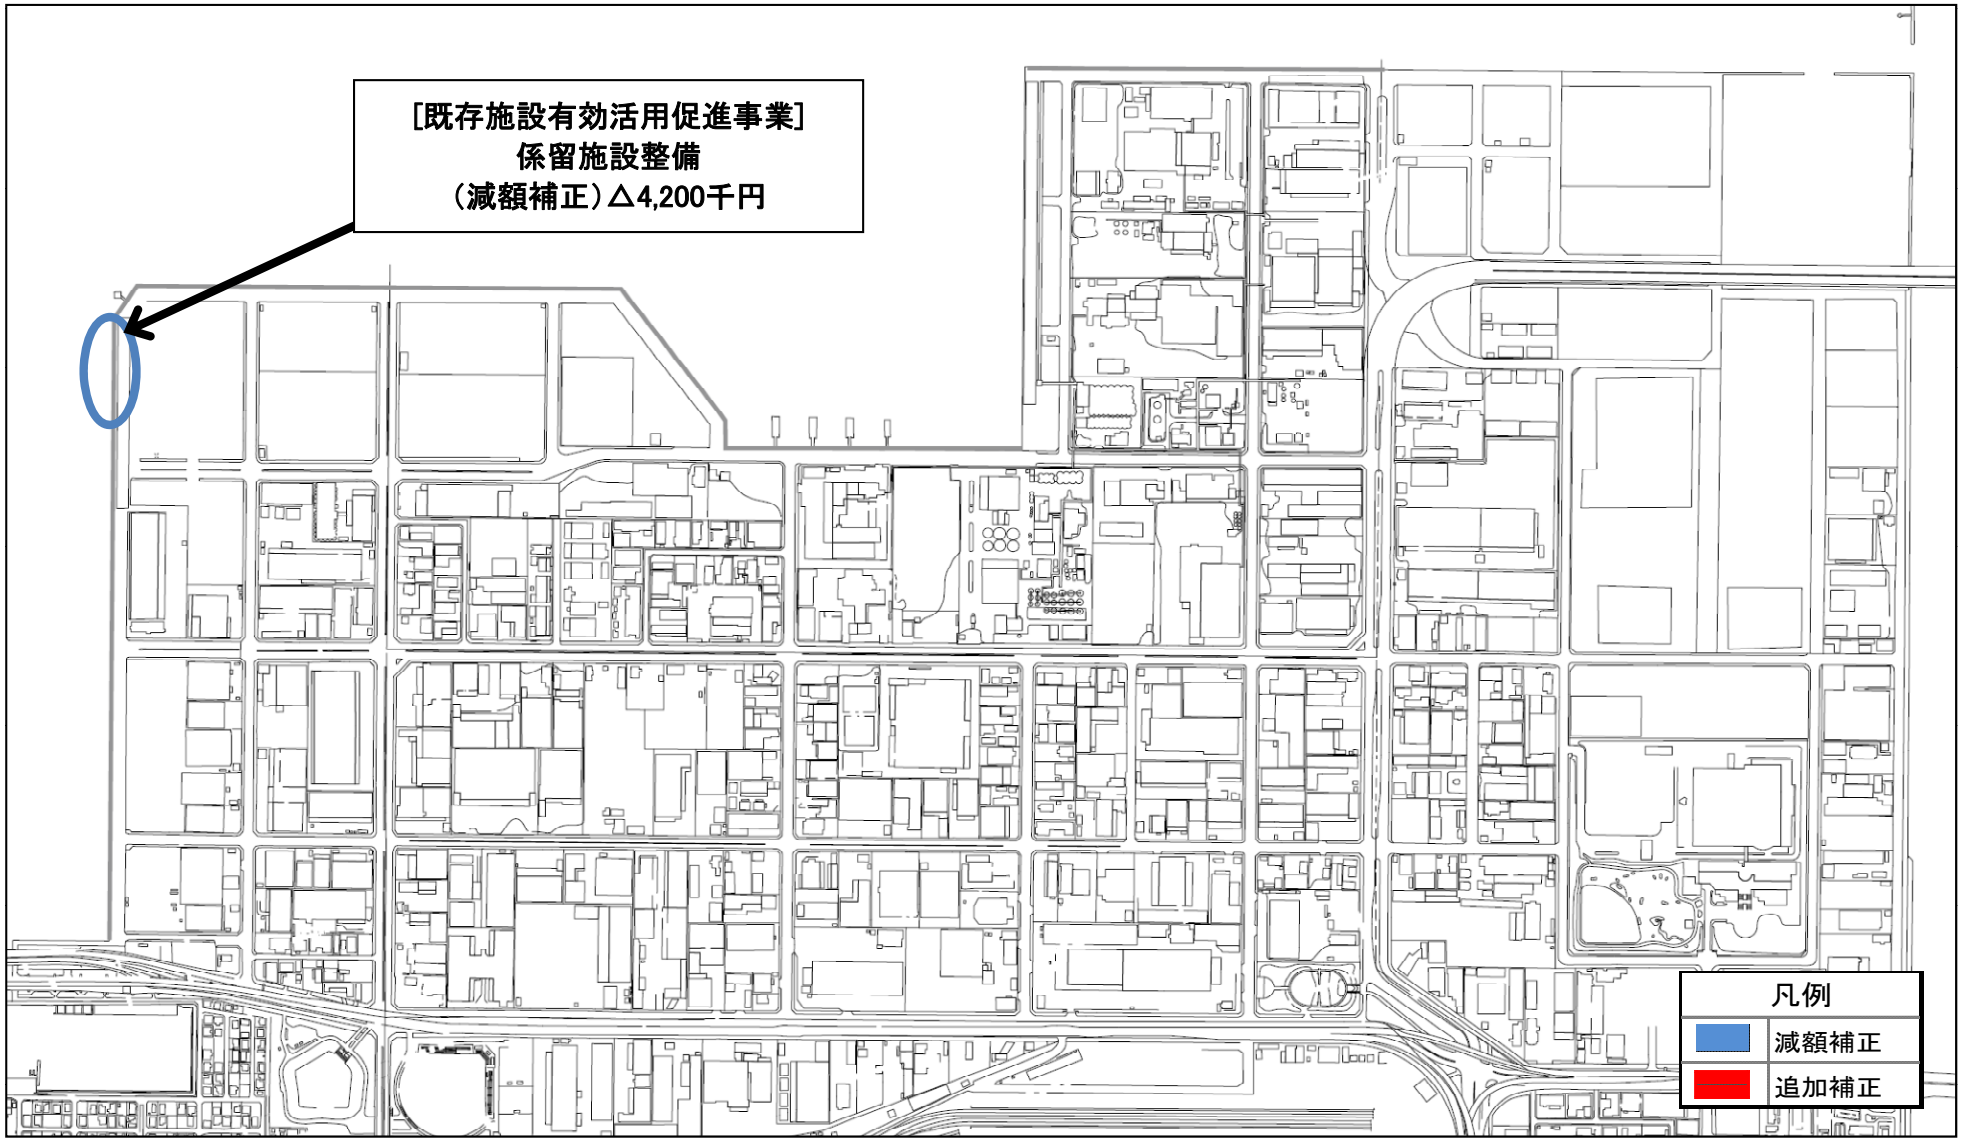 [既存施設有効活用促進事業]
係留施設整備
（減額補正）△4,200千円
凡例
減額補正
追加補正